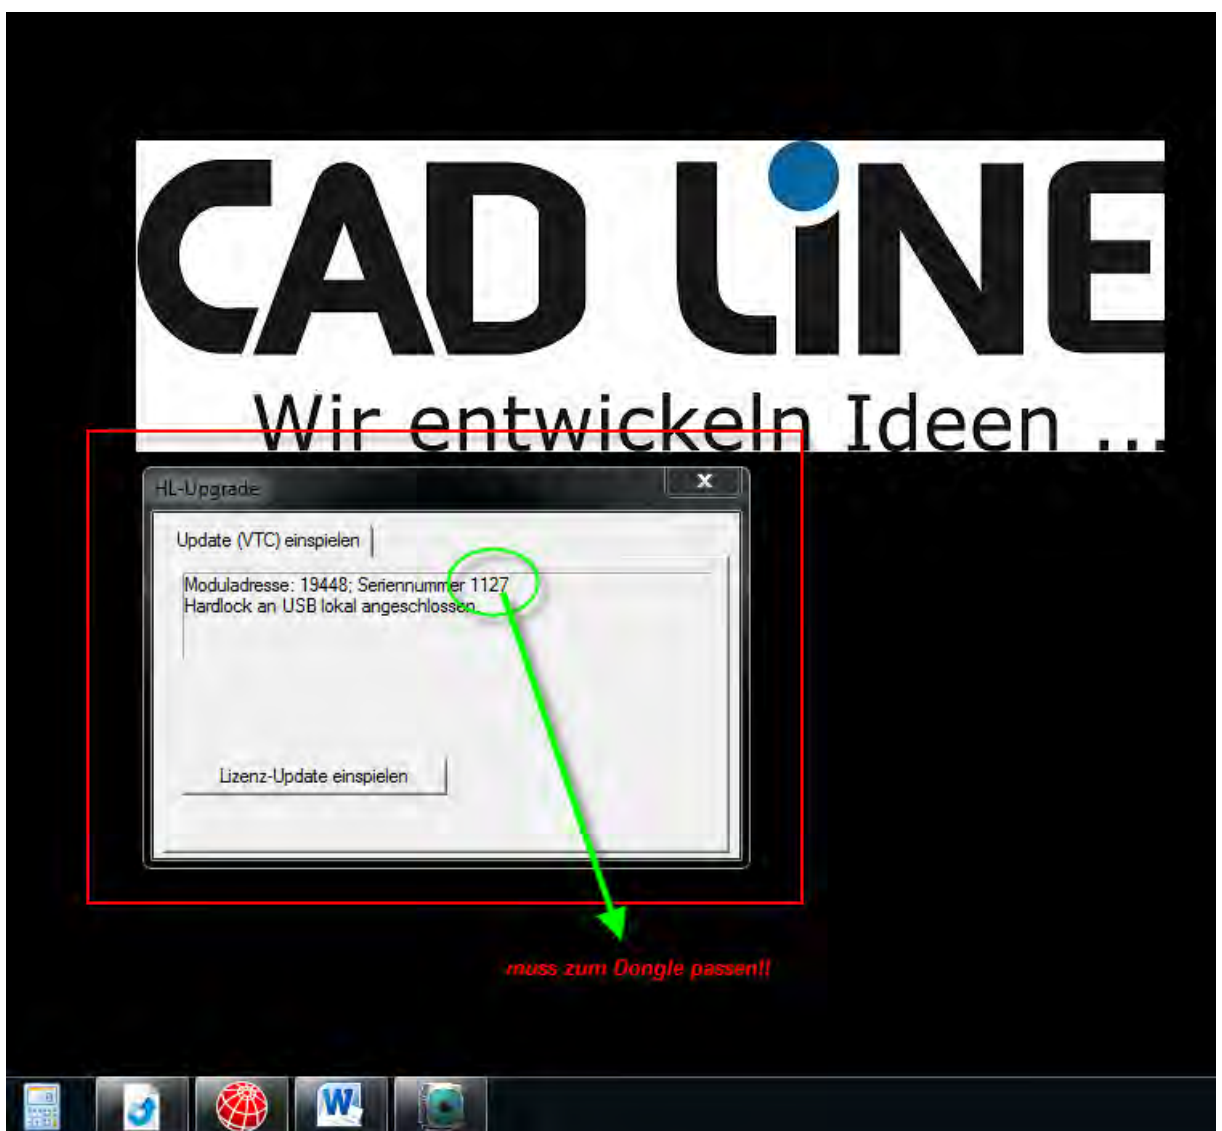 CAD LiNE
Wir entwickeln Ideen ...
HL-Upgrade
X
Update (VTC) einspielen
Moduladresse: 19448; Seriennummer 1127
Hardlock an USB lokal angeschlossen.
Lizenz-Update einspielen
muss zum Dongle passen!!
W